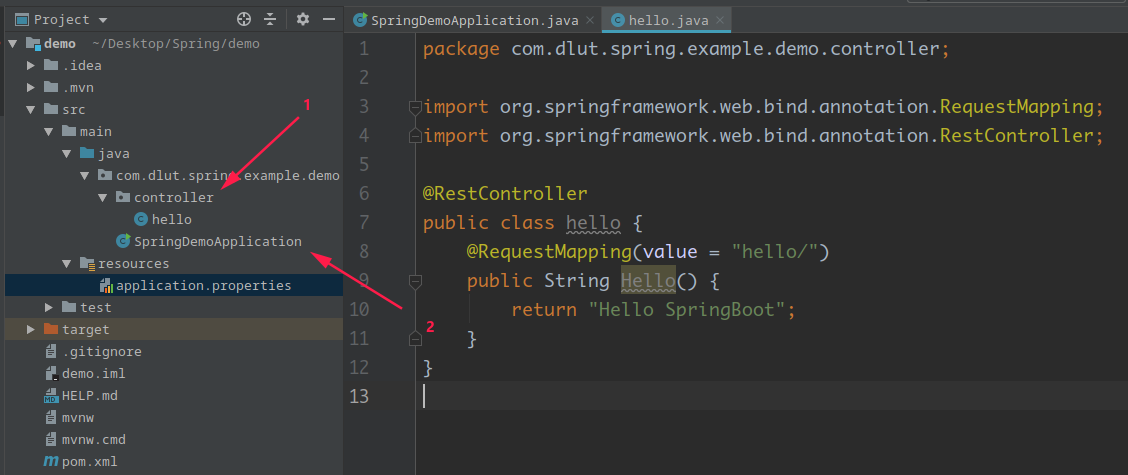 Project
demo ~/Desktop/Spring/demo
.idea
.mvn
src
main
java
com.dlut.spring.example.demo
controller
hello
SpringDemoApplication
resources
application.properties
test
target
.gitignore
demo.iml
HELP.md
mvnw
mvnw.cmd
pom.xml
1
2
SpringDemoApplication.java
hello.java
1 package com.dlut.spring.example.demo.controller;
2
3 import org.springframework.web.bind.annotation.RequestMapping;
4 import org.springframework.web.bind.annotation.RestController;
5
6 @RestController
7 public class hello {
8 @RequestMapping(value = "hello/")
9 public String Hello() {
10 return "Hello SpringBoot";
11 }
12 }
13